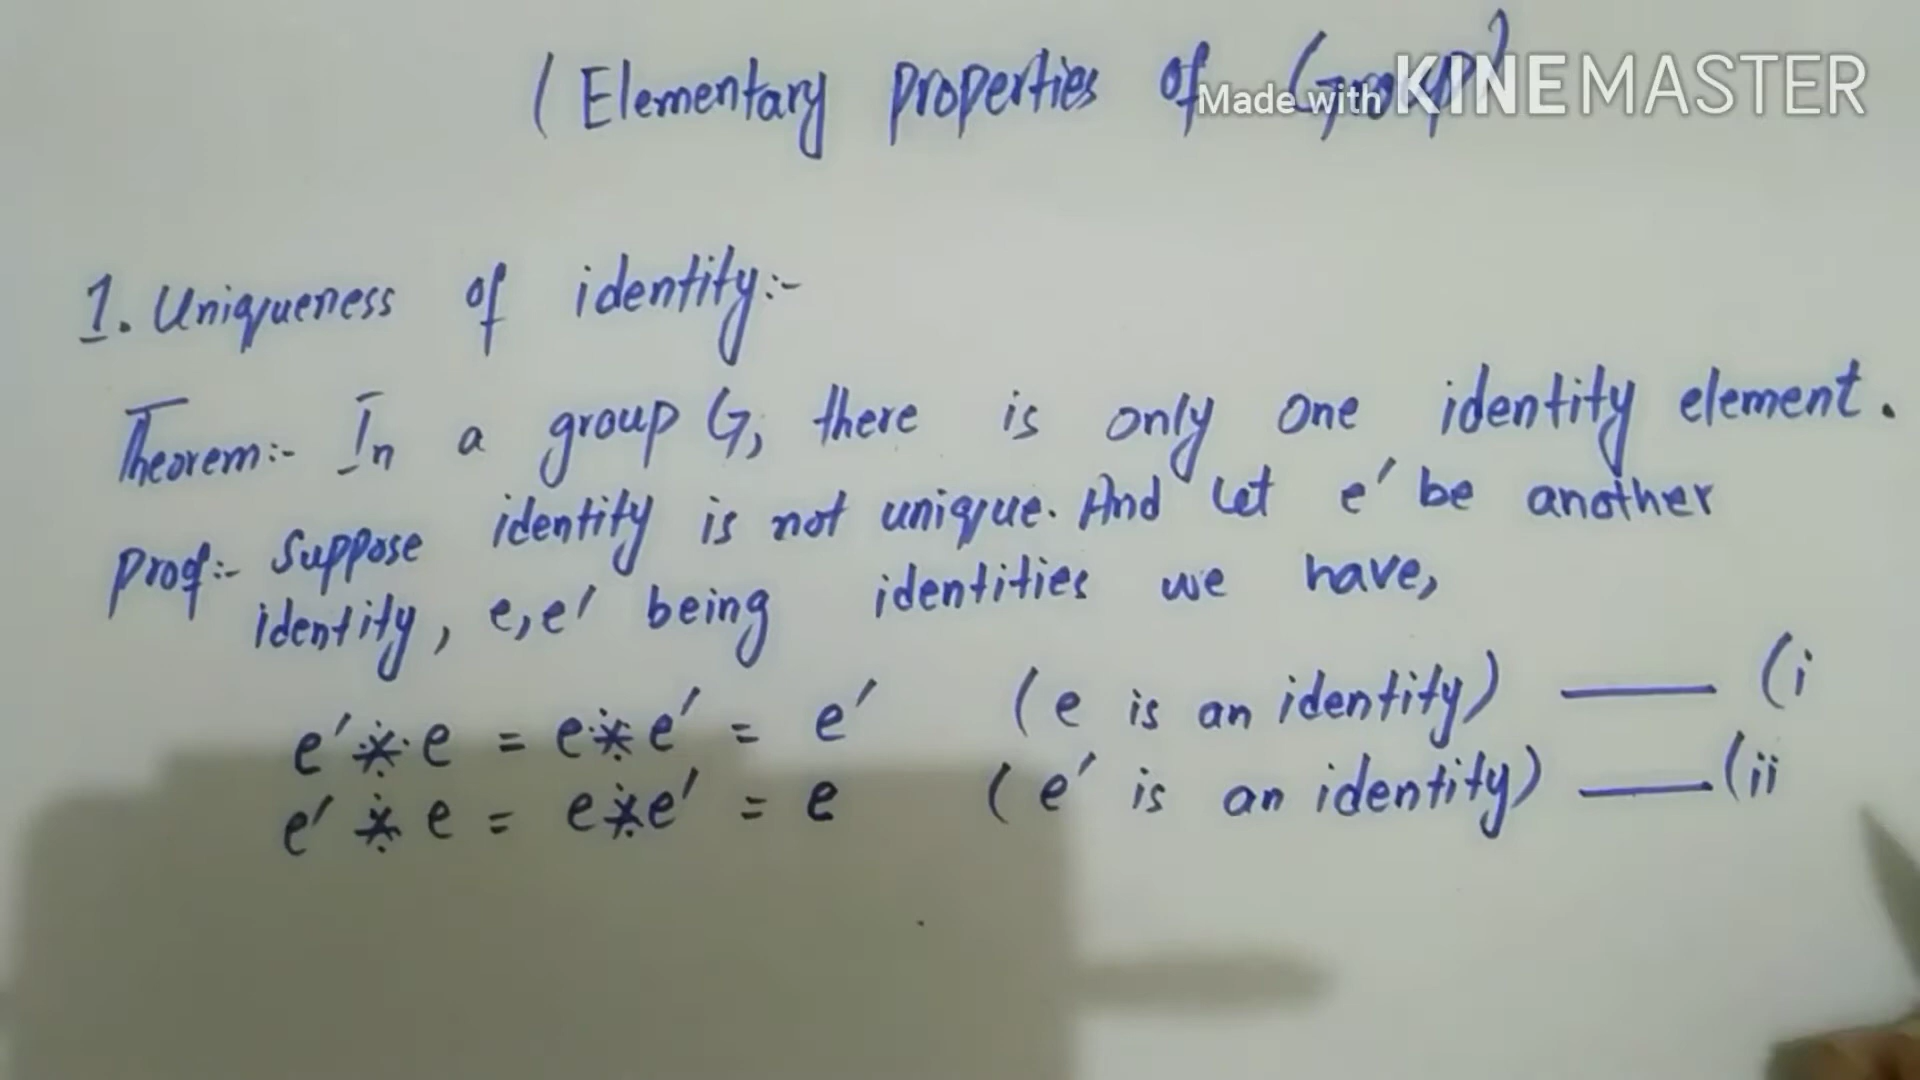 (Elementary properties of Group)
Made with KINEMASTER
1. Uniqueness of identity:-
Theorem:- In a group G, there is only one identity element.
Proof:- Suppose identity is not unique. And let e' be another
identity, e,e' being identities we have,
e' * e = e * e' = e' (e is an identity) —— (i
e' * e = e * e' = e (e' is an identity) —— (ii